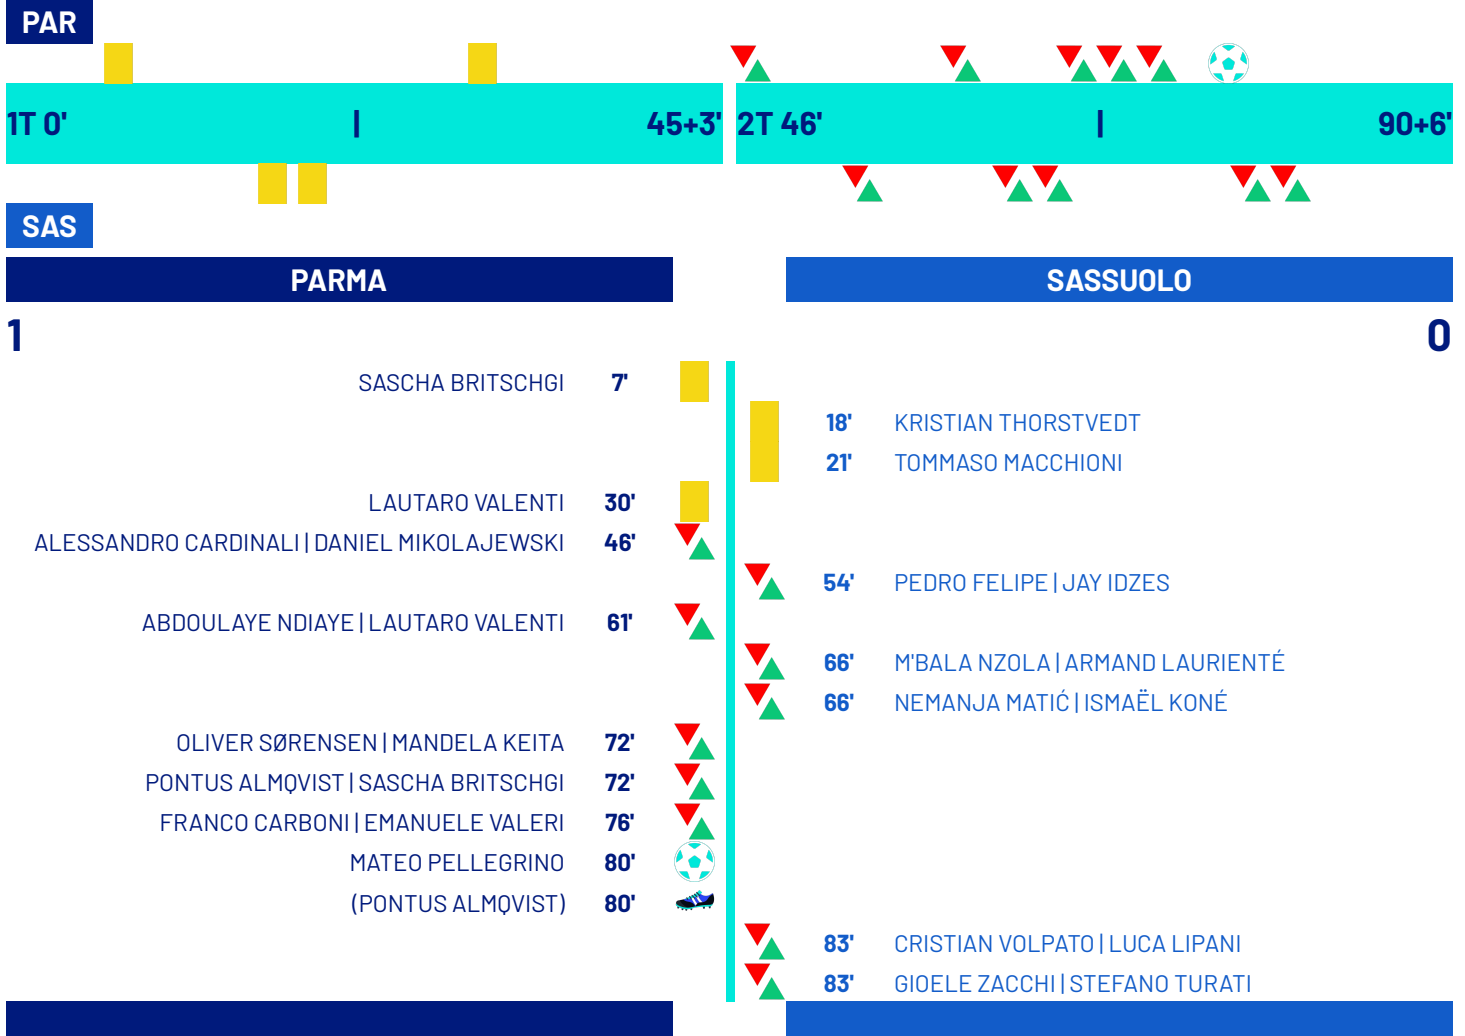 PAR
1T 0' | 45+3' 2T 46' | 90+6'
SAS
PARMA SASSUOLO
1 0
SASCHA BRITSCHGI 7'
18' KRISTIAN THORSTVEDT
21' TOMMASO MACCHIONI
LAUTARO VALENTI 30'
ALESSANDRO CARDINALI | DANIEL MIKOLAJEWSKI 46'
54' PEDRO FELIPE | JAY IDZES
ABDOULAYE NDIAYE | LAUTARO VALENTI 61'
66' M'BALA NZOLA | ARMAND LAURIENTÉ
66' NEMANJA MATIĆ | ISMAËL KONÉ
OLIVER SØRENSEN | MANDELA KEITA 72'
PONTUS ALMQVIST | SASCHA BRITSCHGI 72'
FRANCO CARBONI | EMANUELE VALERI 76'
MATEO PELLEGRINO 80'
(PONTUS ALMQVIST) 80'
83' CRISTIAN VOLPATO | LUCA LIPANI
83' GIOELE ZACCHI | STEFANO TURATI